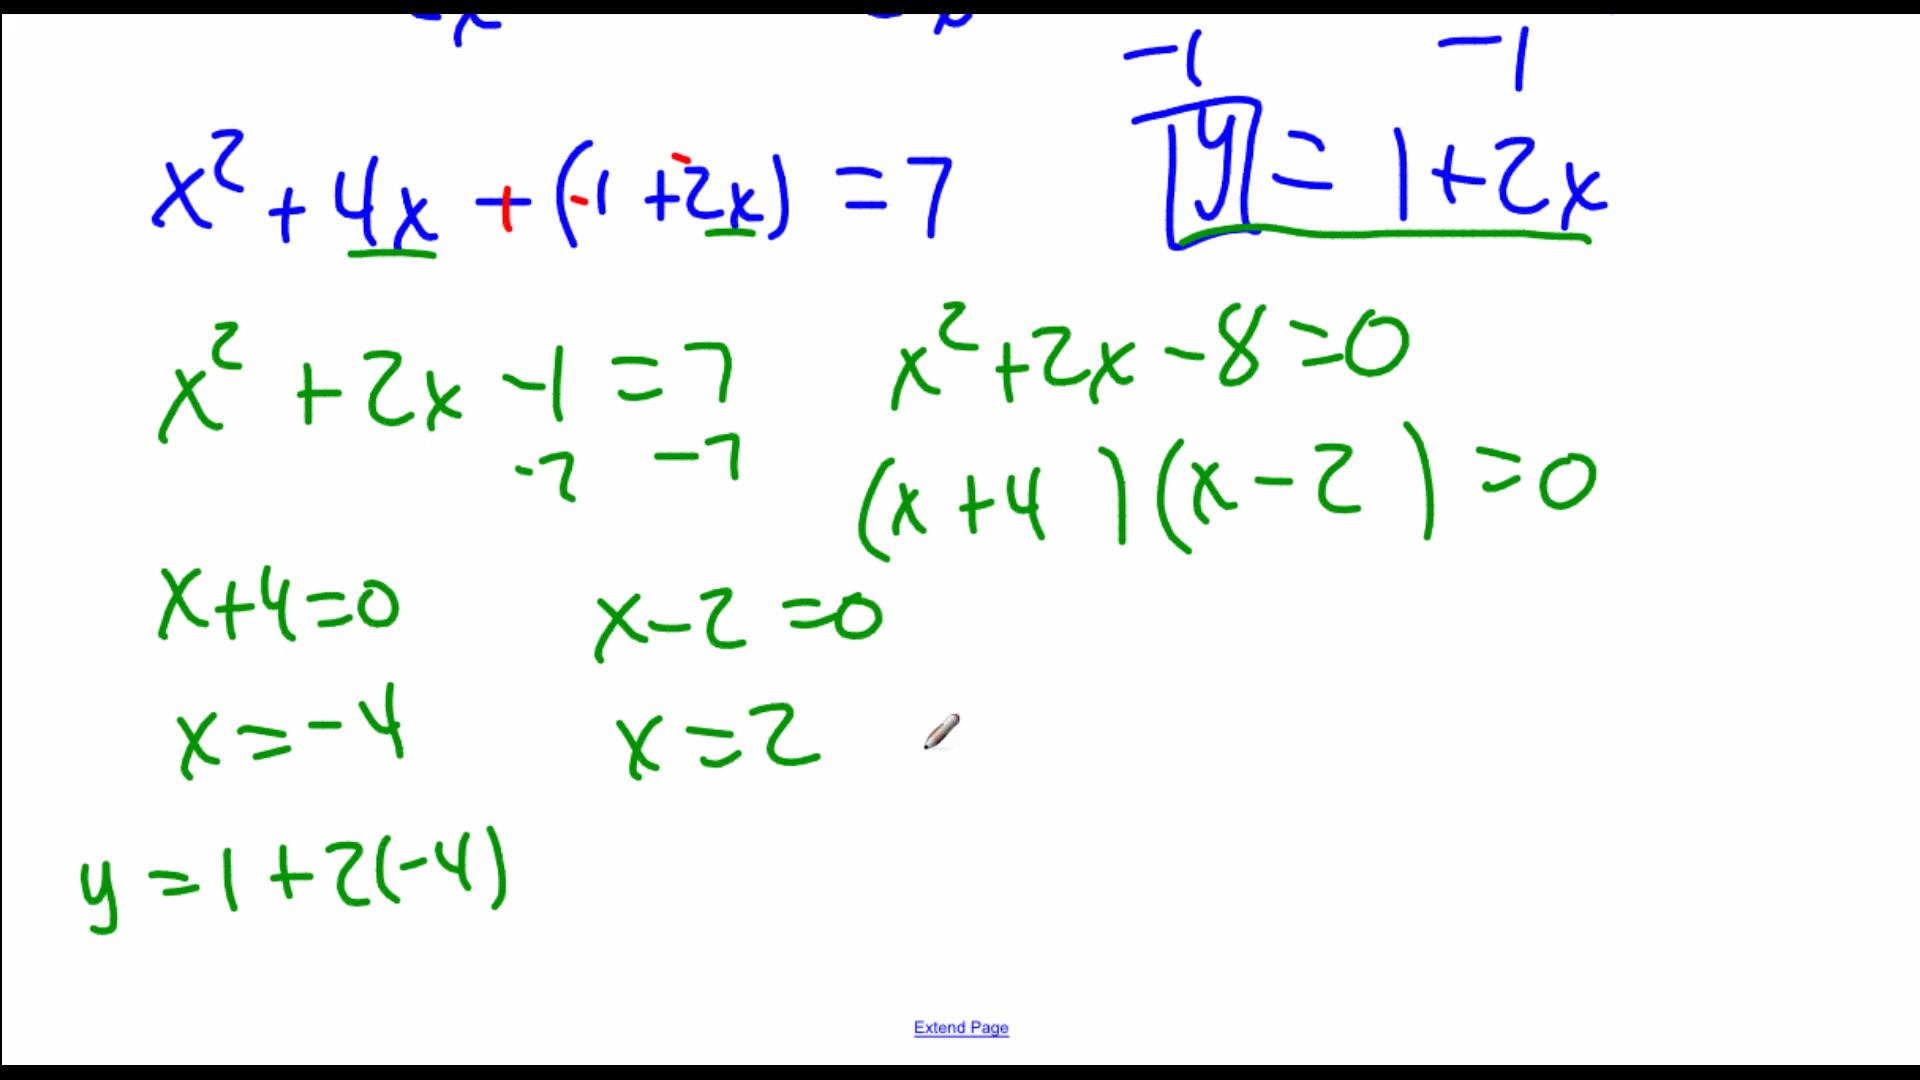 -1 -1
x² + 4x + (-1 + -2x) = 7
y = 1 + 2x
x² + 2x - 1 = 7
-7 -7
x² + 2x - 8 = 0
(x + 4 ) (x - 2 ) = 0
x + 4 = 0
x - 2 = 0
x = -4
x = 2
y = 1 + 2(-4)
Extend Page